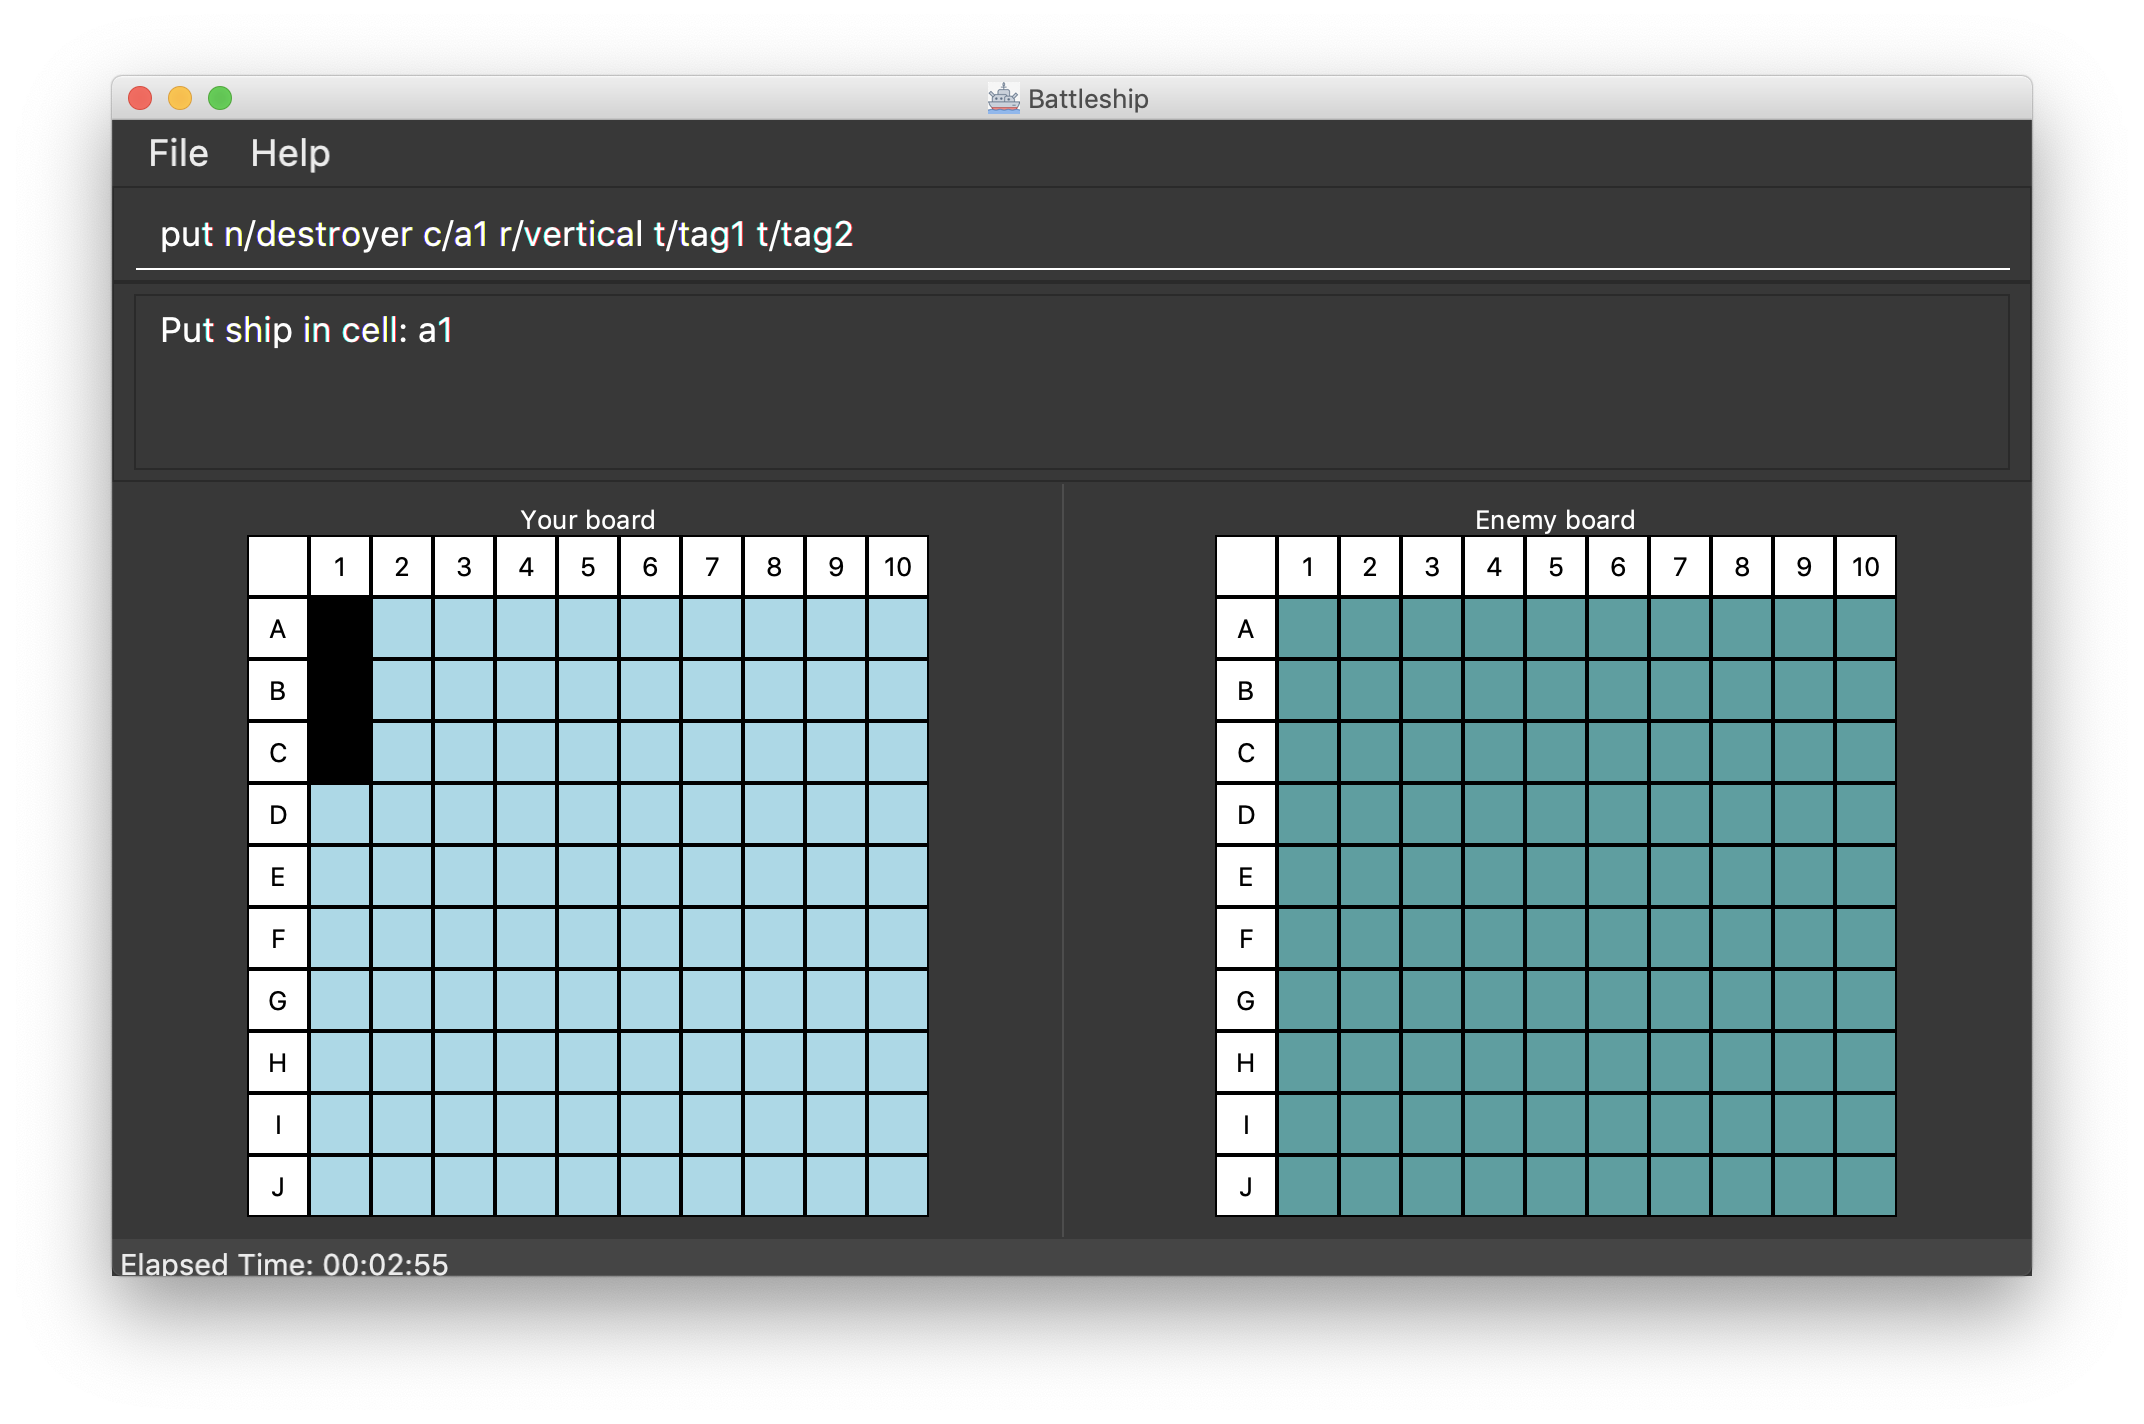 Battleship
File Help
put n/destroyer c/a1 r/vertical t/tag1 t/tag2
Put ship in cell: a1
Your board
1 2 3 4 5 6 7 8 9 10
A
B
C
D
E
F
G
H
I
J
Enemy board
1 2 3 4 5 6 7 8 9 10
A
B
C
D
E
F
G
H
I
J
Elapsed Time: 00:02:55